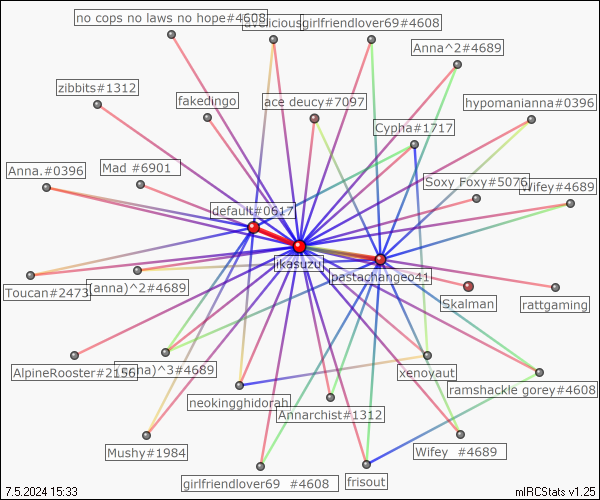 no cops no laws no hope#4608
girlfriendlover69#4608
Anna^2#4689
zibbits#1312
fakedingo
ace deucy#7097
hypomanianna#0396
Cypha#1717
Anna.#0396
Mad #6901
Soxy Foxy#5076
Wifey#4689
default#0617
ikasuzu
pastachangeo41
Toucan#2473
(anna)^2#4689
Skalman
rattgaming
AlpineRooster#2156
)^3#4689
xenoyaut
ramshackle gorey#4608
neokingghidorah
Annarchist#1312
Mushy#1984
Wifey #4689
girlfriendlover69 #4608
frisout
7.5.2024 15:33
mIRCStats v1.25